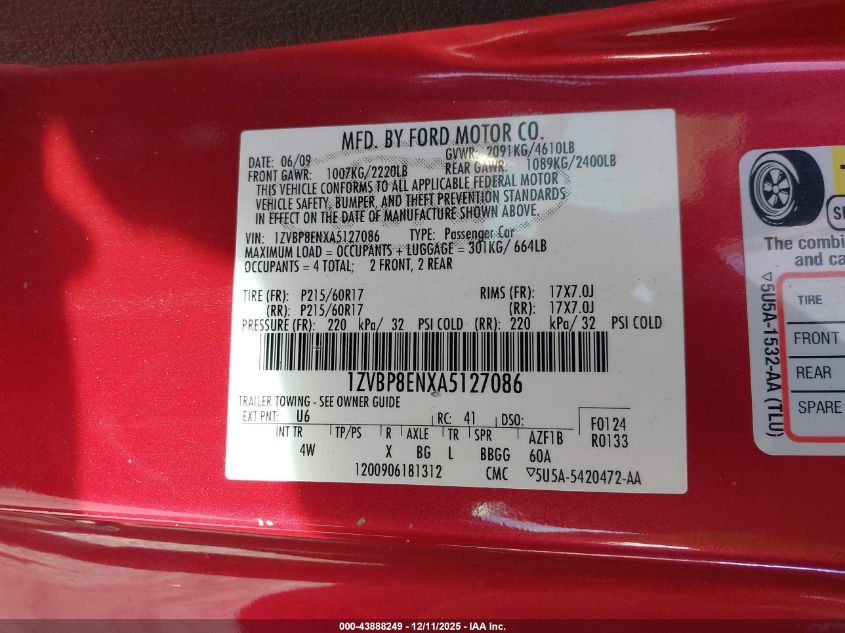 MFD. BY FORD MOTOR CO.
DATE: 06/09 GVWR: 2091KG/4610LB
FRONT GAWR: 1007KG/2220LB REAR GAWR: 1089KG/2400LB
THIS VEHICLE CONFORMS TO ALL APPLICABLE FEDERAL MOTOR
VEHICLE SAFETY, BUMPER, AND THEFT PREVENTION STANDARDS
IN EFFECT ON THE DATE OF MANUFACTURE SHOWN ABOVE.
VIN: 1ZVBP8ENXA5127086 TYPE: Passenger Car
MAXIMUM LOAD = OCCUPANTS + LUGGAGE = 301KG/ 664LB
OCCUPANTS = 4 TOTAL; 2 FRONT, 2 REAR
TIRE (FR): P215/60R17 RIMS (FR): 17X7.0J
(RR): P215/60R17 (RR): 17X7.0J
PRESSURE (FR): 220 kPa/ 32 PSI COLD (RR): 220 kPa/ 32 PSI COLD
1ZVBP8ENXA5127086
TRAILER TOWING - SEE OWNER GUIDE
EXT PNT: U6 RC: 41 DSO: F0124
INT TR TP/PS R AXLE TR SPR AZF1B R0133
4W X BG L BBGG 60A
1200906181312 CMC ▽5U5A-5420472-AA
The combin
and ca
TIRE
FRONT
REAR
SPARE
▽5U5A-1532-AA (TLU)
000-43888249 - 12/11/2025 - IAA Inc.